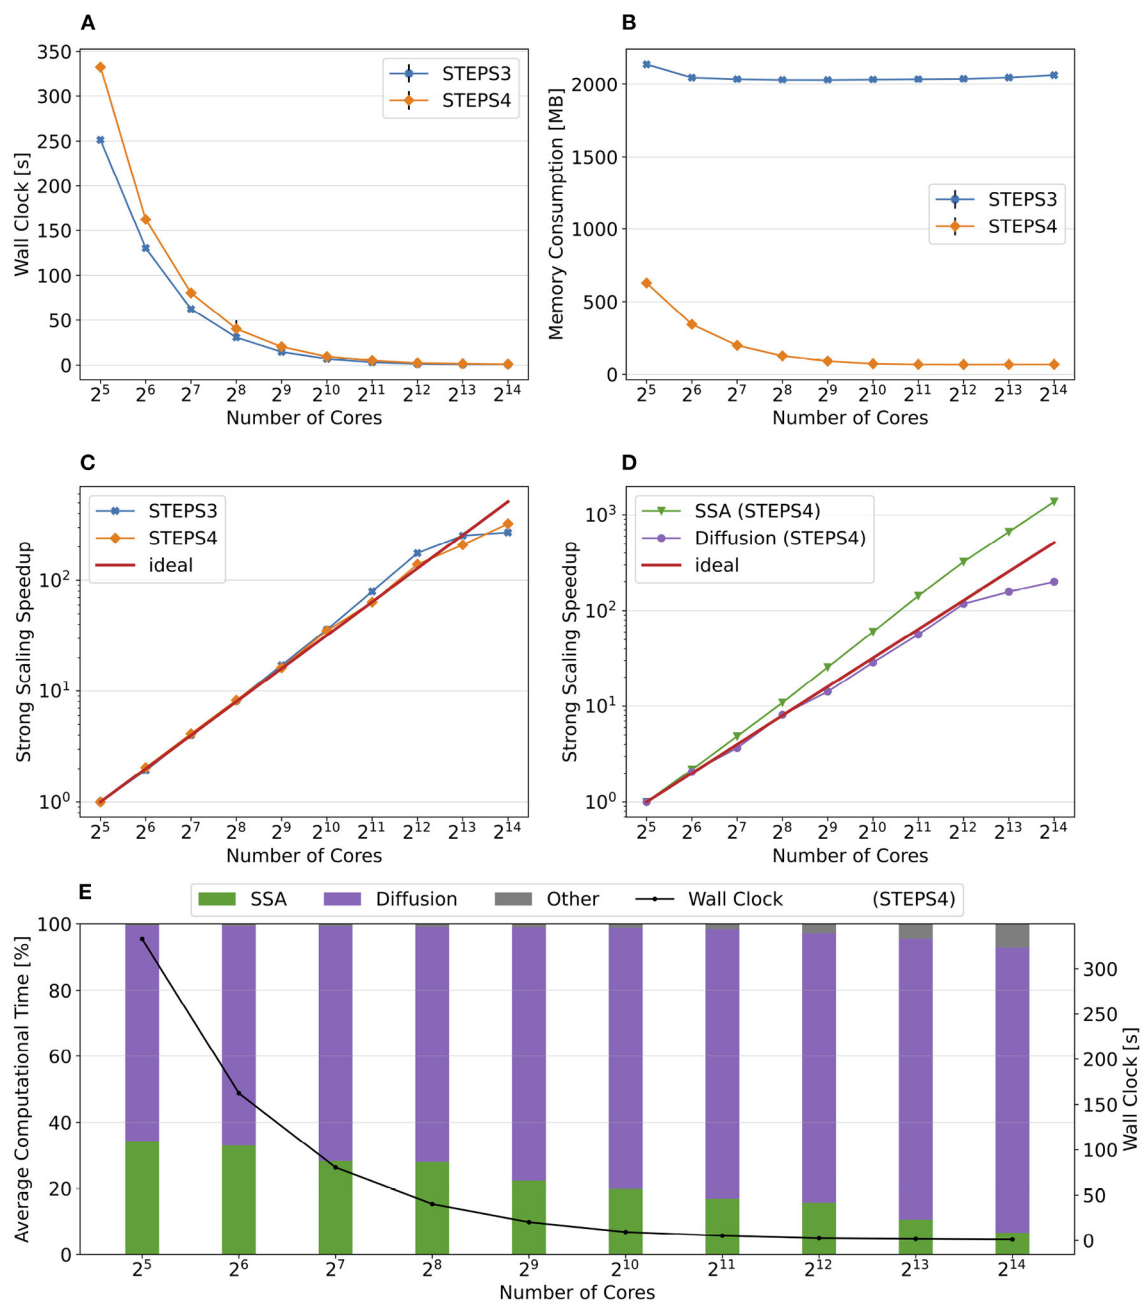 A
350
300
250
200
150
100
50
0
Wall Clock [s]
STEPS3
STEPS4
2^5 2^6 2^7 2^8 2^9 2^10 2^11 2^12 2^13 2^14
Number of Cores
B
2000
1500
1000
500
0
Memory Consumption [MB]
STEPS3
STEPS4
2^5 2^6 2^7 2^8 2^9 2^10 2^11 2^12 2^13 2^14
Number of Cores
C
10^2
10^1
10^0
Strong Scaling Speedup
STEPS3
STEPS4
ideal
2^5 2^6 2^7 2^8 2^9 2^10 2^11 2^12 2^13 2^14
Number of Cores
D
10^3
10^2
10^1
10^0
Strong Scaling Speedup
SSA (STEPS4)
Diffusion (STEPS4)
ideal
2^5 2^6 2^7 2^8 2^9 2^10 2^11 2^12 2^13 2^14
Number of Cores
E
SSA Diffusion Other Wall Clock (STEPS4)
100
80
60
40
20
0
Average Computational Time [%]
300
250
200
150
100
50
0
Wall Clock [s]
2^5 2^6 2^7 2^8 2^9 2^10 2^11 2^12 2^13 2^14
Number of Cores